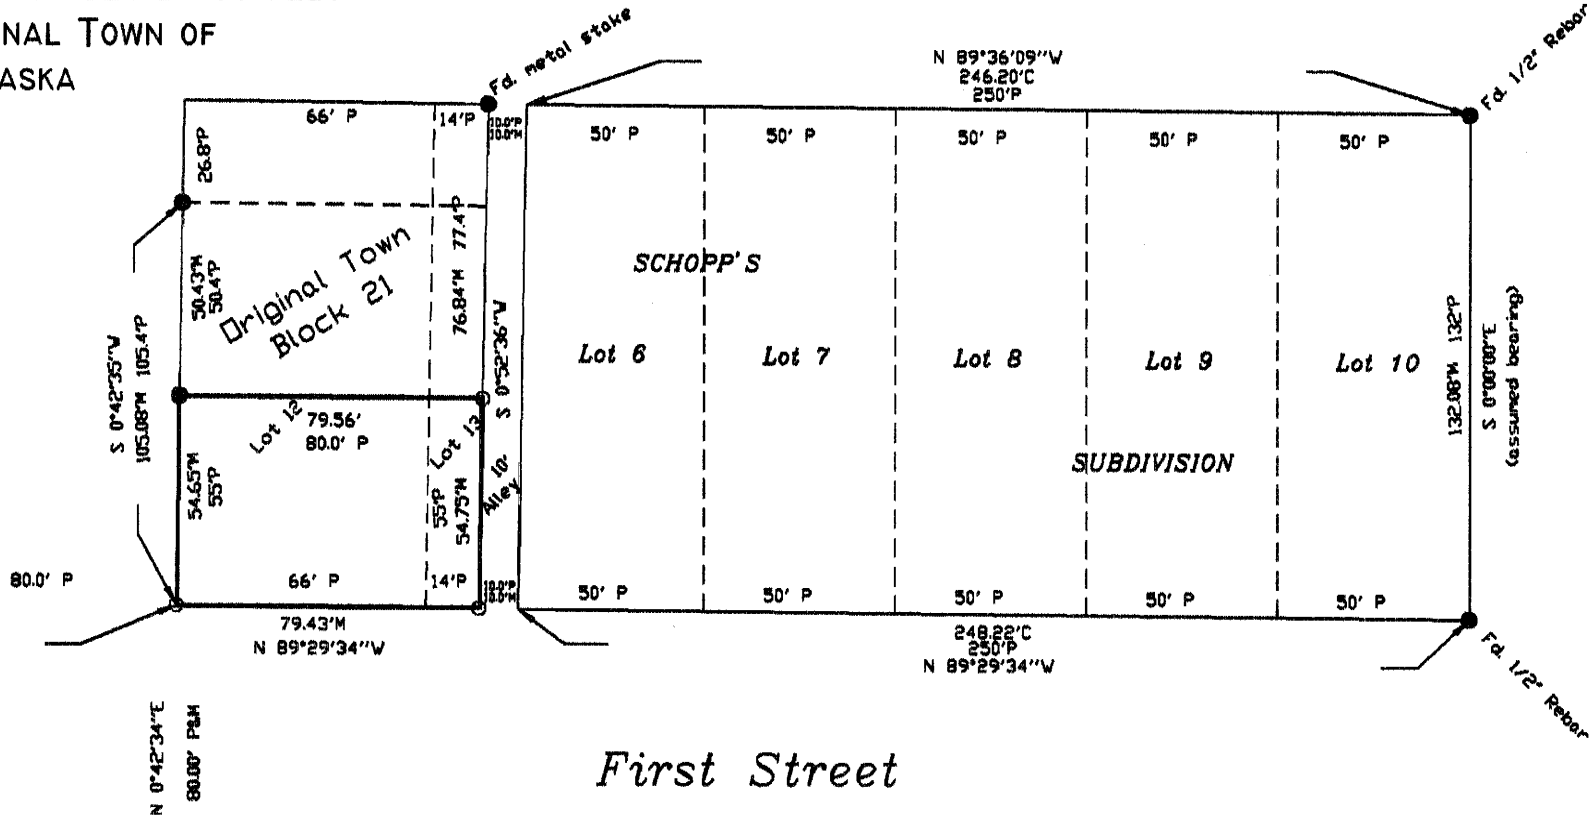 NAL TOWN OF
ASKA
Fd. metal stake
N 89°36'09"W
246.20'C
250'P
Fd. 1/2" Rebar
66' P
14'P
10.0'P
10.0'M
50' P
50' P
50' P
50' P
50' P
26.8'P
Original Town
Block 21
50.43'M
50.4'P
76.84'M 77.4'P
SCHOPP'S
S 0°42'35"W
105.08'M 105.4'P
S 0°52'36"W
Lot 6
Lot 7
Lot 8
Lot 9
Lot 10
132.08'M 132'P
S 0°00'00"E
(assumed bearing)
Lot 12
79.56'
80.0' P
Lot 13
10'
Alley
SUBDIVISION
54.65'M
55'P
55'P
54.75'M
80.0' P
66' P
14'P
10.0'P
10.0'M
50' P
50' P
50' P
50' P
50' P
79.43'M
N 89°29'34"W
248.22'C
250'P
N 89°29'34"W
Fd. 1/2" Rebar
N 0°42'34"E
80.00' P&M
First Street